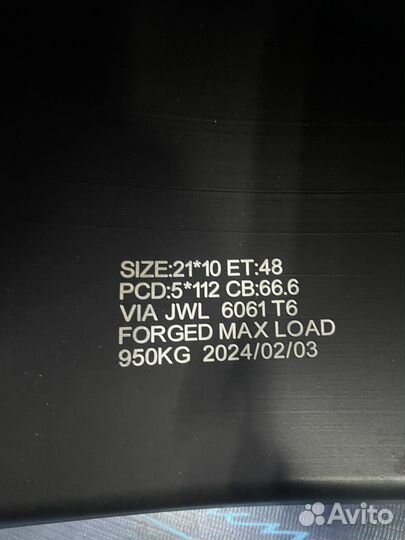 SIZE:21*10 ET:48
PCD:5*112 CB:66.6
VIA JWL 6061 T6
FORGED MAX LOAD
950KG 2024/02/03
Avito